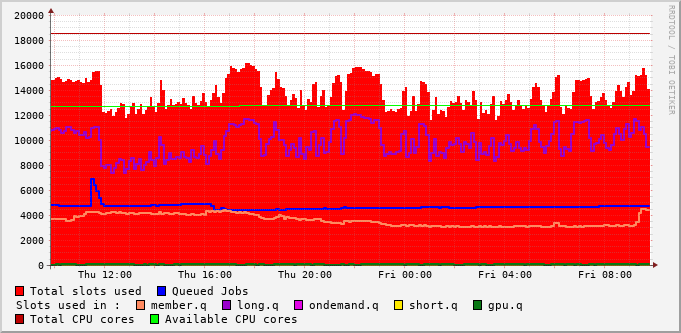 20000
18000
16000
14000
12000
10000
8000
6000
4000
2000
0
Thu 12:00 Thu 16:00 Thu 20:00 Fri 00:00 Fri 04:00 Fri 08:00
RRDTOOL / TOBI OETIKER
Total slots used Queued Jobs
Slots used in : member.q long.q ondemand.q short.q gpu.q
Total CPU cores Available CPU cores